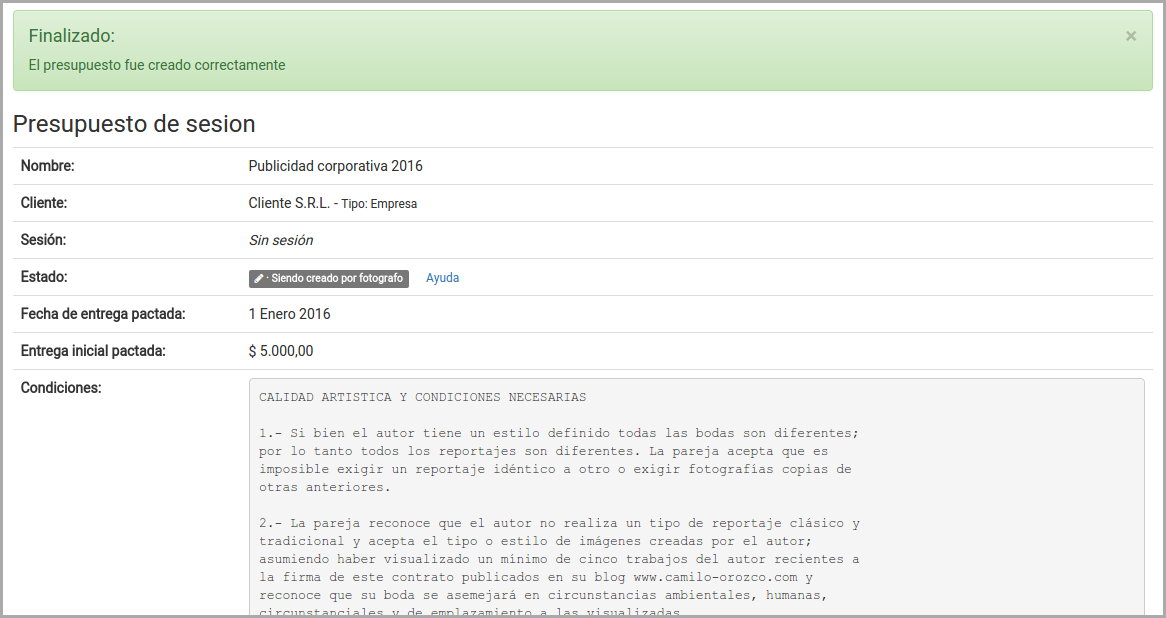 Finalizado:
×
El presupuesto fue creado correctamente
Presupuesto de sesion
Nombre: Publicidad corporativa 2016
Cliente: Cliente S.R.L. - Tipo: Empresa
Sesión: Sin sesión
Estado: · Siendo creado por fotografo Ayuda
Fecha de entrega pactada: 1 Enero 2016
Entrega inicial pactada: $ 5.000,00
Condiciones:
CALIDAD ARTISTICA Y CONDICIONES NECESARIAS
1.- Si bien el autor tiene un estilo definido todas las bodas son diferentes;
por lo tanto todos los reportajes son diferentes. La pareja acepta que es
imposible exigir un reportaje idéntico a otro o exigir fotografías copias de
otras anteriores.
2.- La pareja reconoce que el autor no realiza un tipo de reportaje clásico y
tradicional y acepta el tipo o estilo de imágenes creadas por el autor;
asumiendo haber visualizado un mínimo de cinco trabajos del autor recientes a
la firma de este contrato publicados en su blog www.camilo-orozco.com y
reconoce que su boda se asemejará en circunstancias ambientales, humanas,
circunstanciales y de emplazamiento a las visualizadas